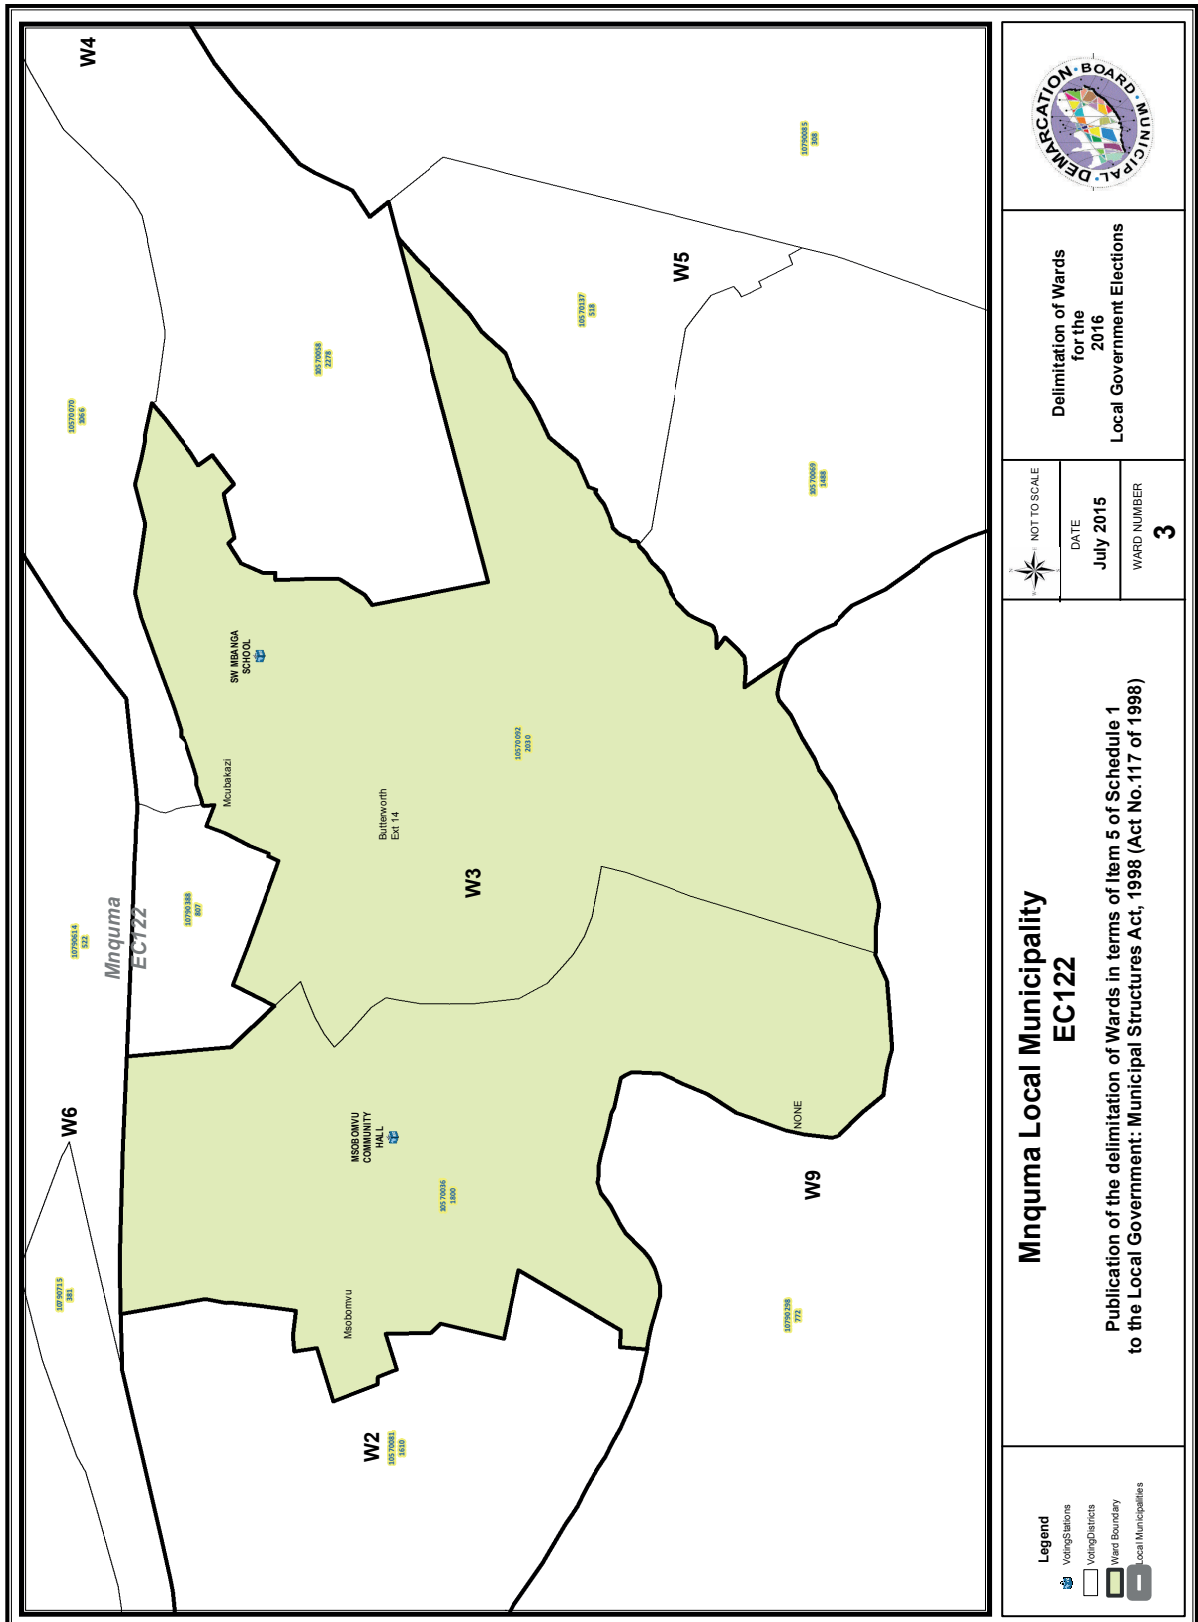 W4
10570070
1066
10790085
308
10570058
2278
W5
10570137
518
10570069
1488
SW MBANGA
SCHOOL
Mcubakazi
10570092
2030
Butterworth
Ext 14
W3
10790614
522
Mnquma
EC122
10790388
807
W6
MSOBOMVU
COMMUNITY
HALL
NONE
10570036
1800
W9
10790715
381
Msobomvu
10790298
772
W2
10570081
1610
Legend
VotingStations
VotingDistricts
Ward Boundary
Local Municipalities
Mnquma Local Municipality
EC122
Publication of the delimitation of Wards in terms of Item 5 of Schedule 1
to the Local Government: Municipal Structures Act, 1998 (Act No.117 of 1998)
NOT TO SCALE
DATE
July 2015
WARD NUMBER
3
Delimitation of Wards
for the
2016
Local Government Elections
MUNICIPAL · DEMARCATION · BOARD